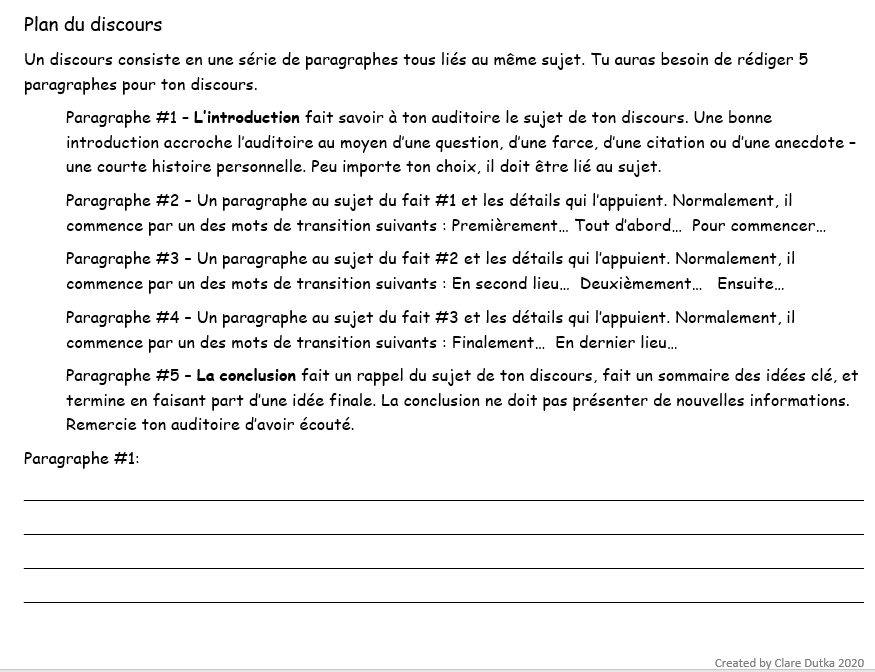 Plan du discours
Un discours consiste en une série de paragraphes tous liés au même sujet. Tu auras besoin de rédiger 5
paragraphes pour ton discours.
Paragraphe #1 – L'introduction fait savoir à ton auditoire le sujet de ton discours. Une bonne
introduction accroche l'auditoire au moyen d'une question, d'une farce, d'une citation ou d'une anecdote –
une courte histoire personnelle. Peu importe ton choix, il doit être lié au sujet.
Paragraphe #2 – Un paragraphe au sujet du fait #1 et les détails qui l'appuient. Normalement, il
commence par un des mots de transition suivants : Premièrement… Tout d'abord… Pour commencer…
Paragraphe #3 – Un paragraphe au sujet du fait #2 et les détails qui l'appuient. Normalement, il
commence par un des mots de transition suivants : En second lieu… Deuxièmement… Ensuite…
Paragraphe #4 – Un paragraphe au sujet du fait #3 et les détails qui l'appuient. Normalement, il
commence par un des mots de transition suivants : Finalement… En dernier lieu…
Paragraphe #5 – La conclusion fait un rappel du sujet de ton discours, fait un sommaire des idées clé, et
termine en faisant part d'une idée finale. La conclusion ne doit pas présenter de nouvelles informations.
Remercie ton auditoire d'avoir écouté.
Paragraphe #1:
Created by Clare Dutka 2020